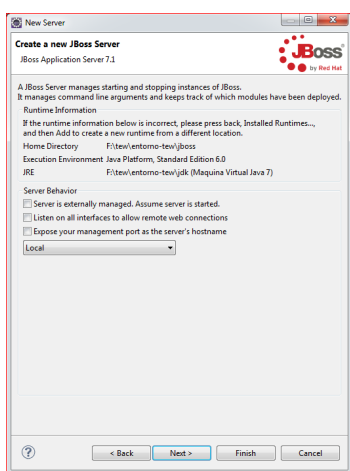 New Server
Create a new JBoss Server
JBoss Application Server 7.1
JBoss
by Red Hat
A JBoss Server manages starting and stopping instances of JBoss.
It manages command line arguments and keeps track of which modules have been deployed.
Runtime Information
If the runtime information below is incorrect, please press back, Installed Runtimes...,
and then Add to create a new runtime from a different location.
Home Directory F:\tew\entorno-tew\jboss
Execution Environment Java Platform, Standard Edition 6.0
JRE F:\tew\entorno-tew\jdk (Maquina Virtual Java 7)
Server Behavior
Server is externally managed. Assume server is started.
Listen on all interfaces to allow remote web connections
Expose your management port as the server's hostname
Local
? < Back Next > Finish Cancel